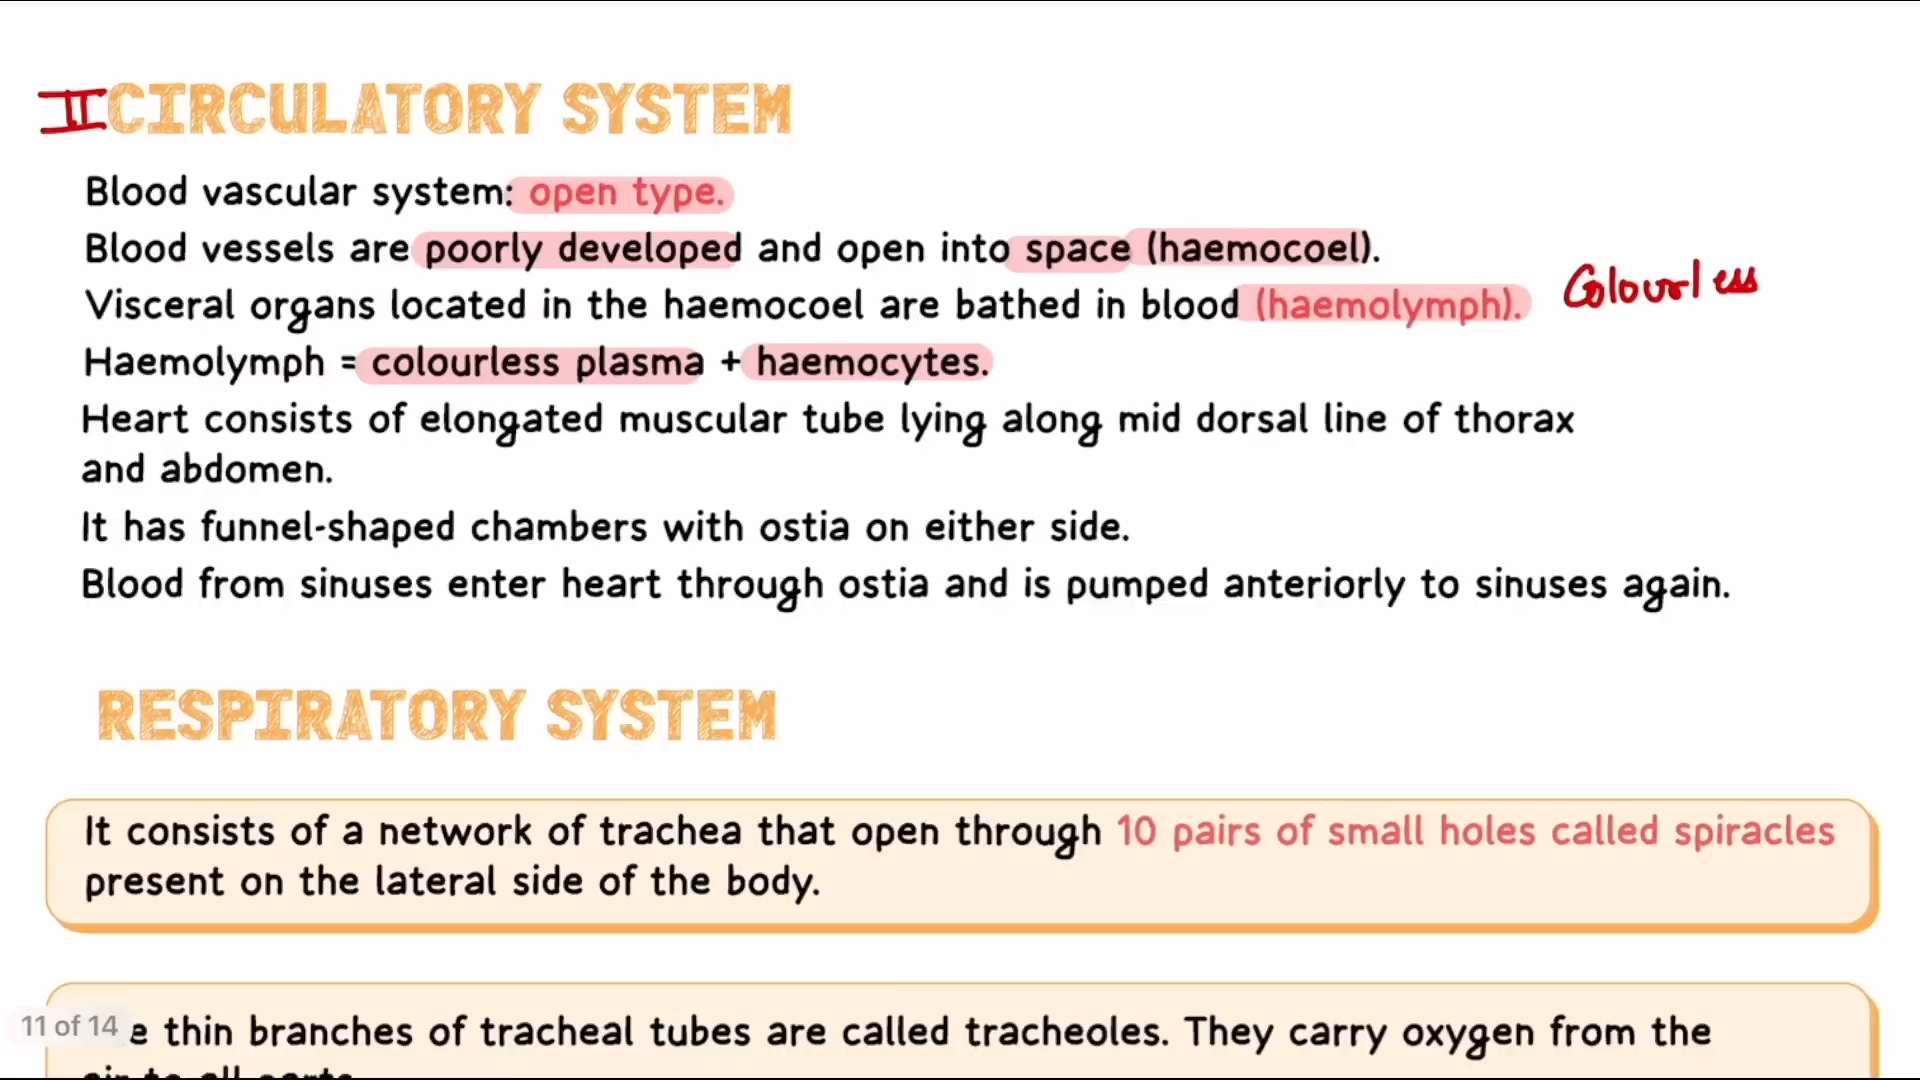 II CIRCULATORY SYSTEM
Blood vascular system: open type.
Blood vessels are poorly developed and open into space (haemocoel).
Visceral organs located in the haemocoel are bathed in blood (haemolymph). Colourless
Haemolymph = colourless plasma + haemocytes.
Heart consists of elongated muscular tube lying along mid dorsal line of thorax
and abdomen.
It has funnel-shaped chambers with ostia on either side.
Blood from sinuses enter heart through ostia and is pumped anteriorly to sinuses again.
RESPIRATORY SYSTEM
It consists of a network of trachea that open through 10 pairs of small holes called spiracles
present on the lateral side of the body.
11 of 14
thin branches of tracheal tubes are called tracheoles. They carry oxygen from the
air to all parts